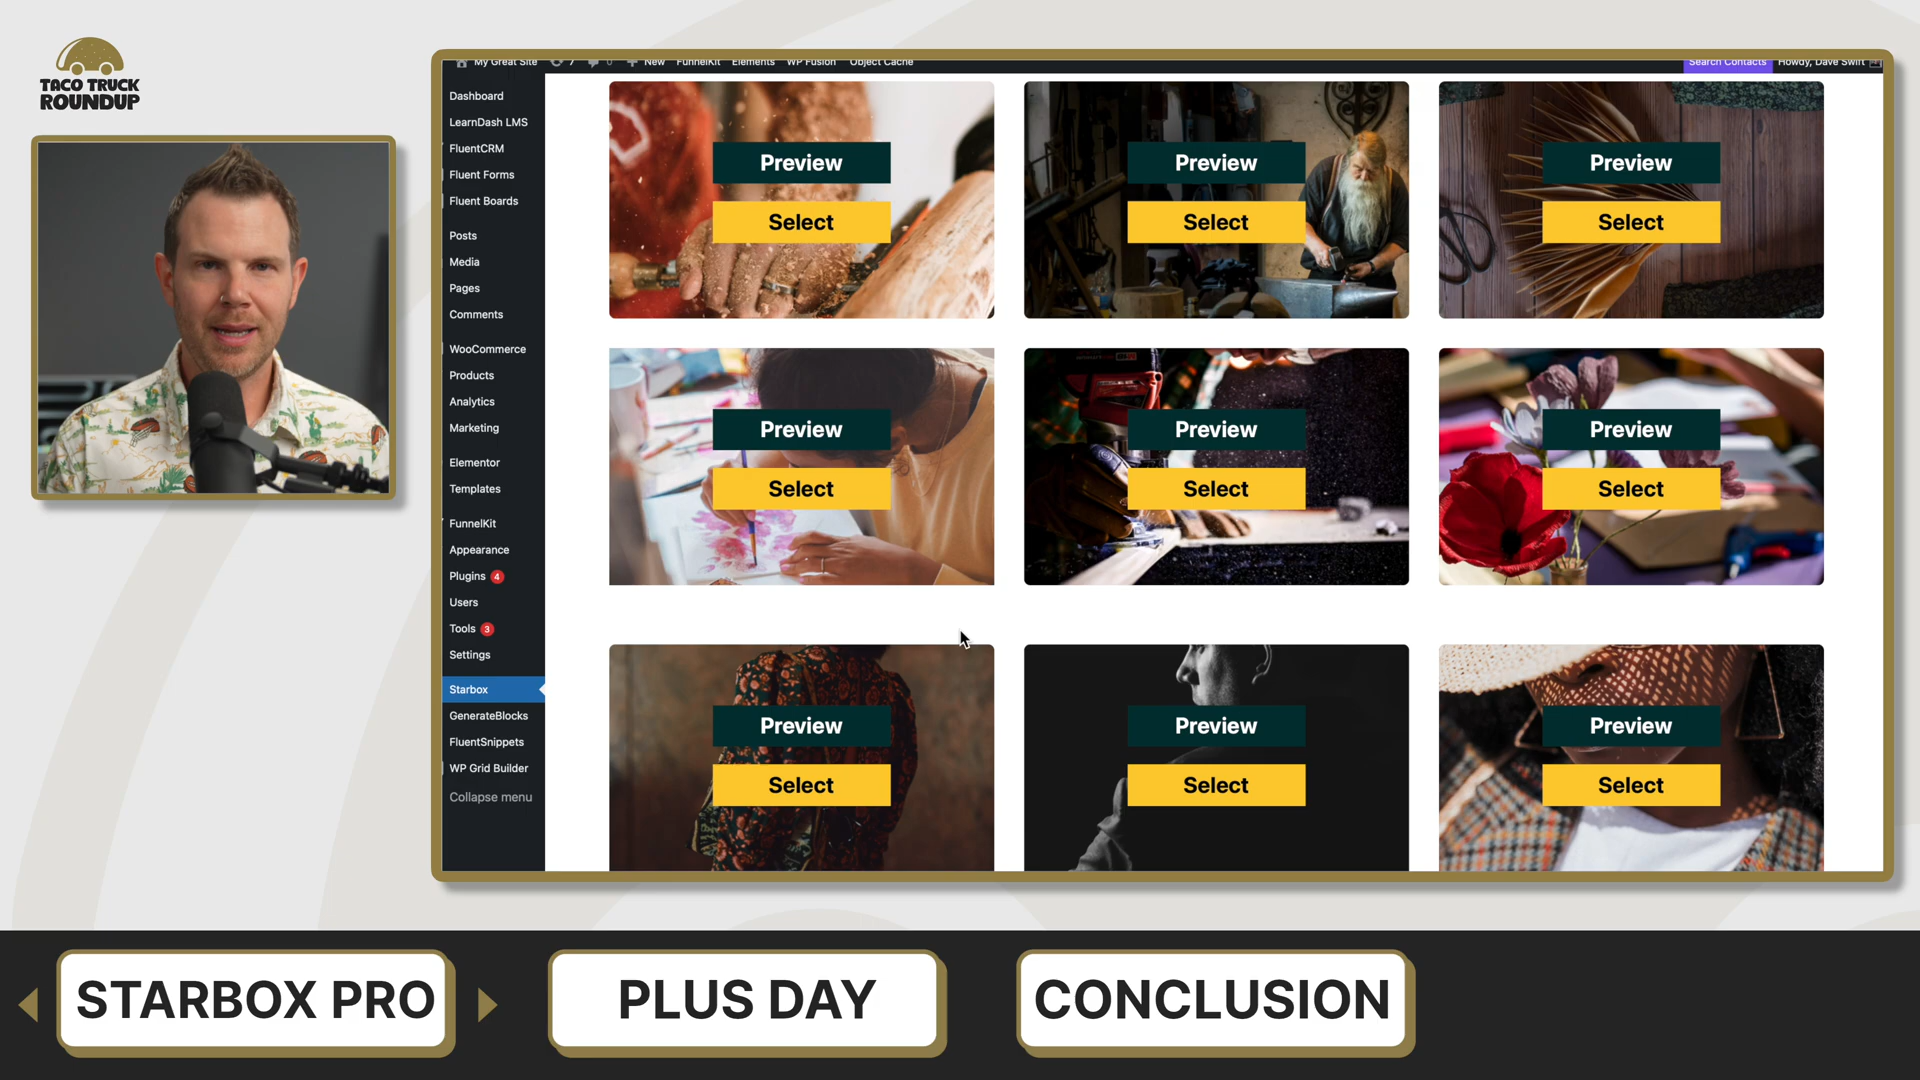 TACO TRUCK
ROUNDUP
My Great Site 7 0 New FunnelKit Elements WP Fusion Object Cache Search Contacts Howdy, Dave Swift
Dashboard
LearnDash LMS
FluentCRM
Fluent Forms
Fluent Boards
Posts
Media
Pages
Comments
WooCommerce
Products
Analytics
Marketing
Elementor
Templates
FunnelKit
Appearance
Plugins 4
Users
Tools 3
Settings
Starbox
GenerateBlocks
FluentSnippets
WP Grid Builder
Collapse menu
Preview Preview Preview
Select Select Select
Preview Preview Preview
Select Select Select
Preview Preview Preview
Select Select Select
STARBOX PRO PLUS DAY CONCLUSION